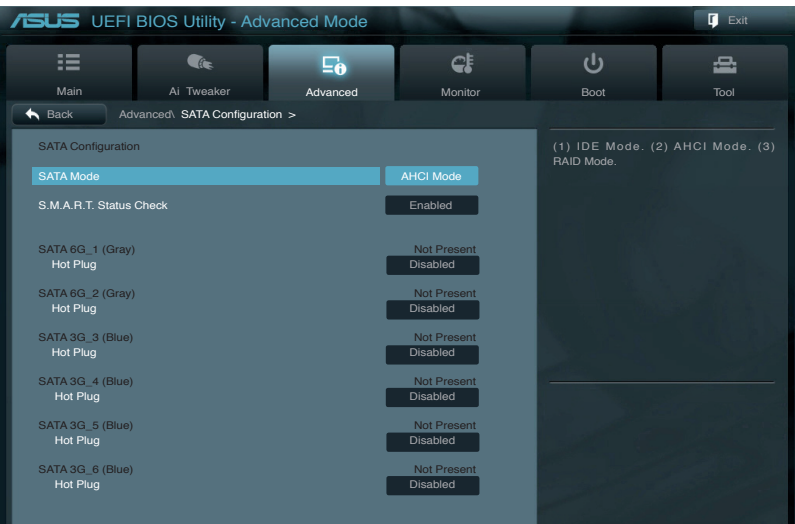 ASUS UEFI BIOS Utility - Advanced Mode
Exit
Main
Ai Tweaker
Advanced
Monitor
Boot
Tool
Back
Advanced\ SATA Configuration >
SATA Configuration
SATA Mode AHCI Mode
S.M.A.R.T. Status Check Enabled
SATA 6G_1 (Gray) Not Present
Hot Plug Disabled
SATA 6G_2 (Gray) Not Present
Hot Plug Disabled
SATA 3G_3 (Blue) Not Present
Hot Plug Disabled
SATA 3G_4 (Blue) Not Present
Hot Plug Disabled
SATA 3G_5 (Blue) Not Present
Hot Plug Disabled
SATA 3G_6 (Blue) Not Present
Hot Plug Disabled
(1) IDE Mode. (2) AHCI Mode. (3)
RAID Mode.